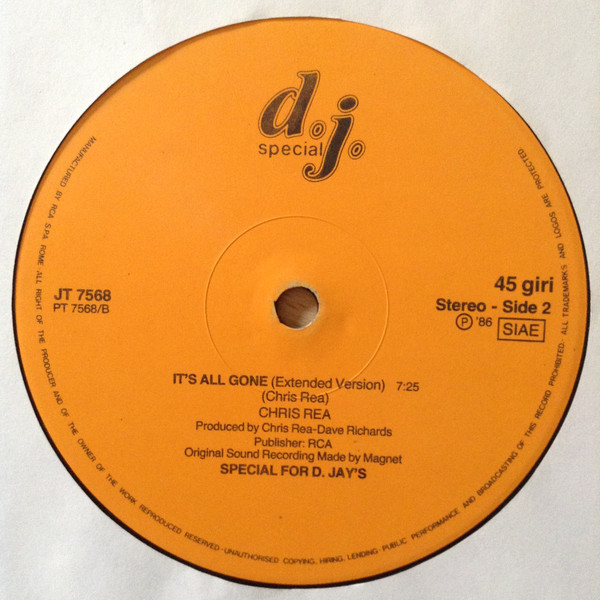 d.j.
special
JT 7568
PT 7568/B
45 giri
Stereo - Side 2
Ⓟ '86 SIAE
IT'S ALL GONE (Extended Version) 7:25
(Chris Rea)
CHRIS REA
Produced by Chris Rea-Dave Richards
Publisher: RCA
Original Sound Recording Made by Magnet
SPECIAL FOR D. JAY'S
MANUFACTURED BY RCA S.P.A. ROME · ALL RIGHT OF THE PRODUCER AND OF THE OWNER OF THE WORK REPRODUCED RESERVED · UNAUTHORISED COPYING, HIRING, LENDING, PUBLIC PERFORMANCE AND BROADCASTING OF THIS RECORD PROHIBITED · ALL TRADEMARKS AND LOGOS ARE PROTECTED.